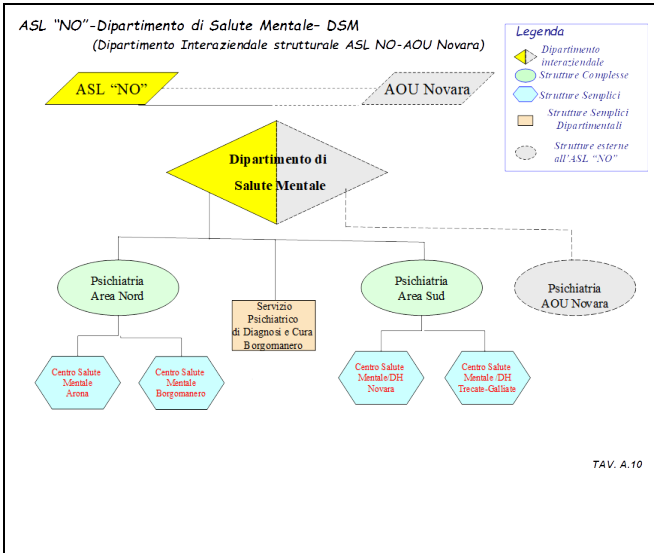 ASL “NO”-Dipartimento di Salute Mentale- DSM
(Dipartimento Interaziendale strutturale ASL NO-AOU Novara)
Legenda
Dipartimento
interaziendale
Strutture Complesse
Strutture Semplici
Strutture Semplici
Dipartimentali
Strutture esterne
all’ASL “NO”
ASL “NO”
AOU Novara
Dipartimento di
Salute Mentale
Psichiatria
Area Nord
Servizio
Psichiatrico
di Diagnosi e Cura
Borgomanero
Psichiatria
Area Sud
Psichiatria
AOU Novara
Centro Salute
Mentale
Arona
Centro Salute
Mentale
Borgomanero
Centro Salute
Mentale/DH
Novara
Centro Salute
Mentale /DH
Trecate-Galliate
TAV. A.10